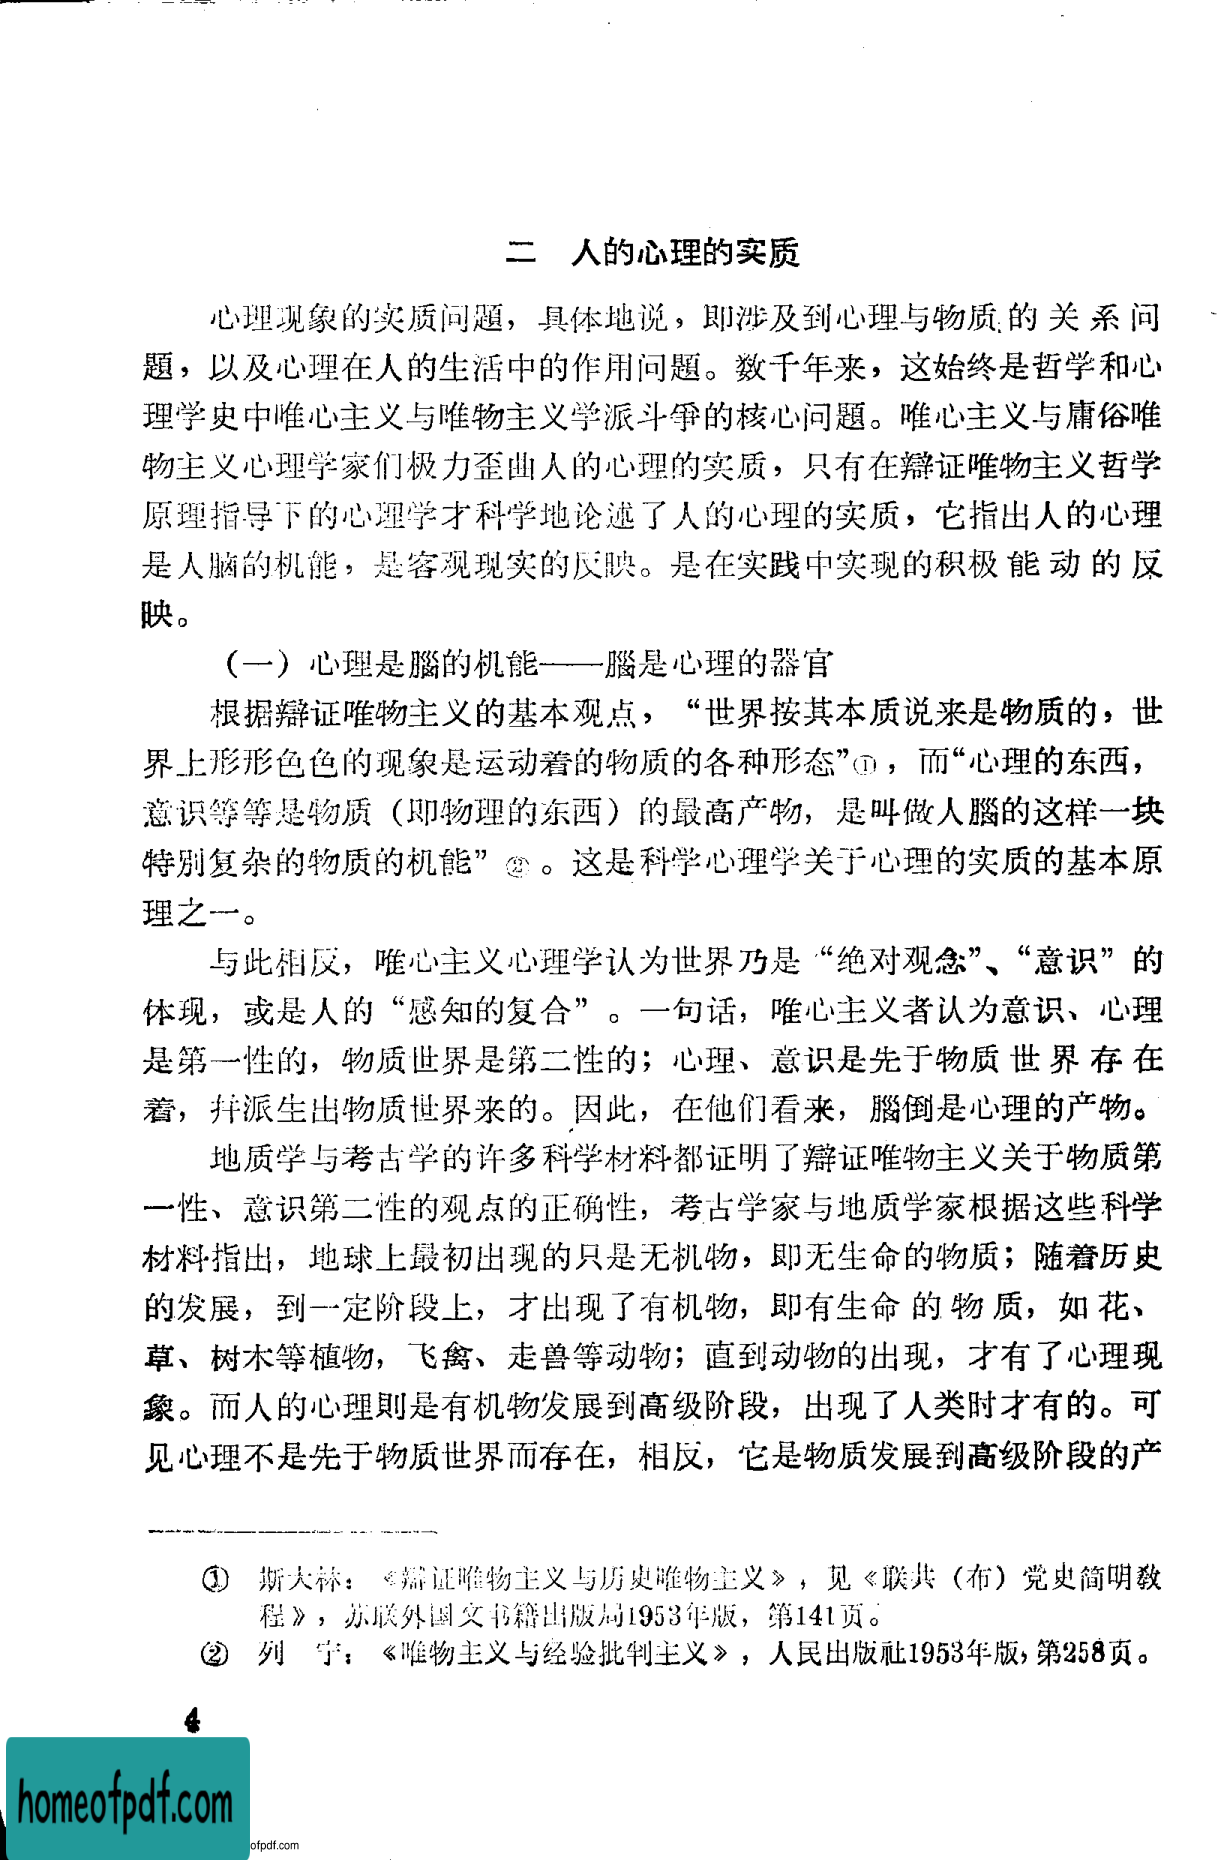 二　人的心理的实质
心理现象的实质问題，具体地说，即涉及到心理与物质的关系问
題，以及心理在人的生活中的作用问題。数千年来，这始终是哲学和心
理学史中唯心主义与唯物主义学派斗爭的核心问題。唯心主义与庸俗唯
物主义心理学家们极力歪曲人的心理的实质，只有在辯证唯物主义哲学
原理指导下的心理学才科学地论述了人的心理的实质，它指出人的心理
是人脑的机能，是客观现实的反映。是在实践中实现的积极能动的反
映。
（一）心理是腦的机能——腦是心理的器官
根据辯证唯物主义的基本观点，“世界按其本质说来是物质的，世
界上形形色色的现象是运动着的物质的各种形态”①，而“心理的东西，
意识等等是物质（即物理的东西）的最高产物，是叫做人腦的这样一块
特別复杂的物质的机能”②。这是科学心理学关于心理的实质的基本原
理之一。
与此相反，唯心主义心理学认为世界乃是“绝对观念”、“意识”的
体现，或是人的“感知的复合”。一句话，唯心主义者认为意识、心理
是第一性的，物质世界是第二性的；心理、意识是先于物质世界存在
着，幷派生出物质世界来的。因此，在他们看来，腦倒是心理的产物。
地质学与考古学的许多科学材料都证明了辯证唯物主义关于物质第
一性、意识第二性的观点的正确性，考古学家与地质学家根据这些科学
材料指出，地球上最初出现的只是无机物，即无生命的物质；随着历史
的发展，到一定阶段上，才出现了有机物，即有生命的物质，如花、
草、树木等植物，飞禽、走兽等动物；直到动物的出现，才有了心理现
象。而人的心理則是有机物发展到高级阶段，出现了人类时才有的。可
见心理不是先于物质世界而存在，相反，它是物质发展到高级阶段的产
①　斯大林：《辯证唯物主义与历史唯物主义》，见《联共（布）党史简明教
程》，苏联外国文书籍出版局1953年版，第141页。
②　列　宁：《唯物主义与经验批判主义》，人民出版社1953年版，第258页。
4
homeofpdf.com
ofpdf.com